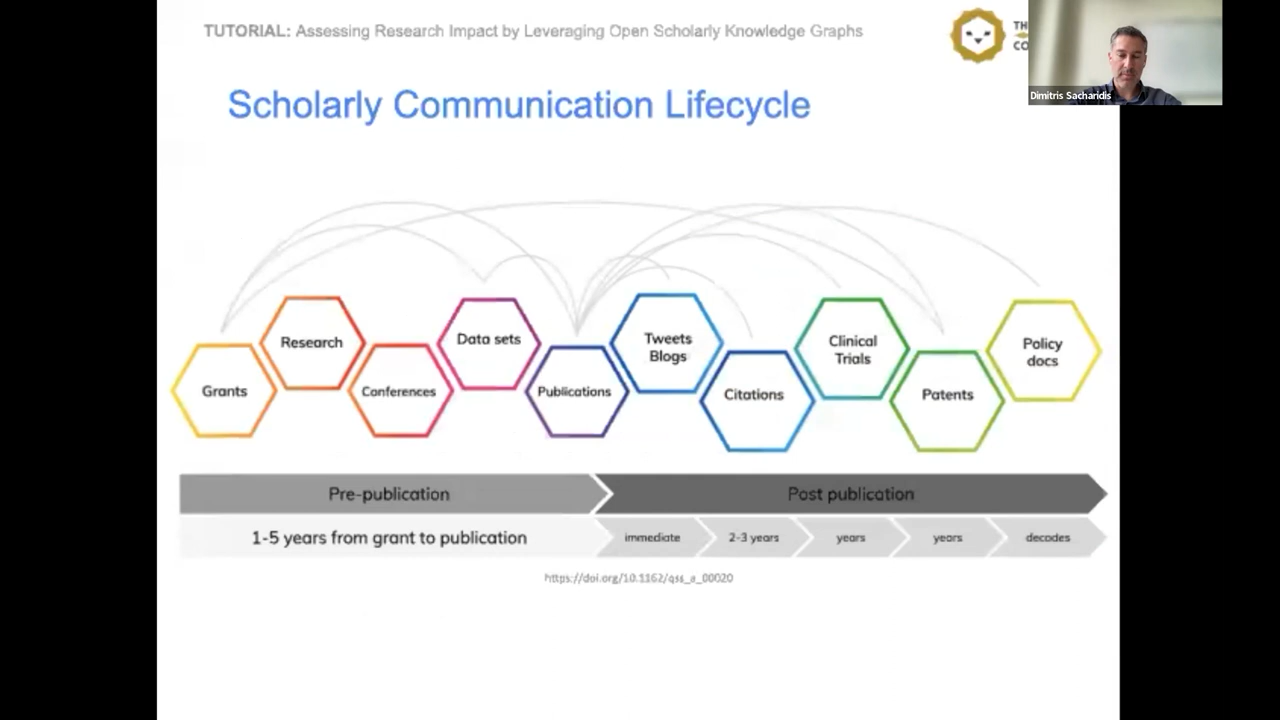 TUTORIAL: Assessing Research Impact by Leveraging Open Scholarly Knowledge Graphs
Dimitris Sacharidis
Scholarly Communication Lifecycle
Grants
Research
Conferences
Data sets
Publications
Tweets
Blogs
Citations
Clinical
Trials
Patents
Policy
docs
Pre-publication
Post publication
1-5 years from grant to publication
immediate
2-3 years
years
years
decades
https://doi.org/10.1162/qss_a_00020